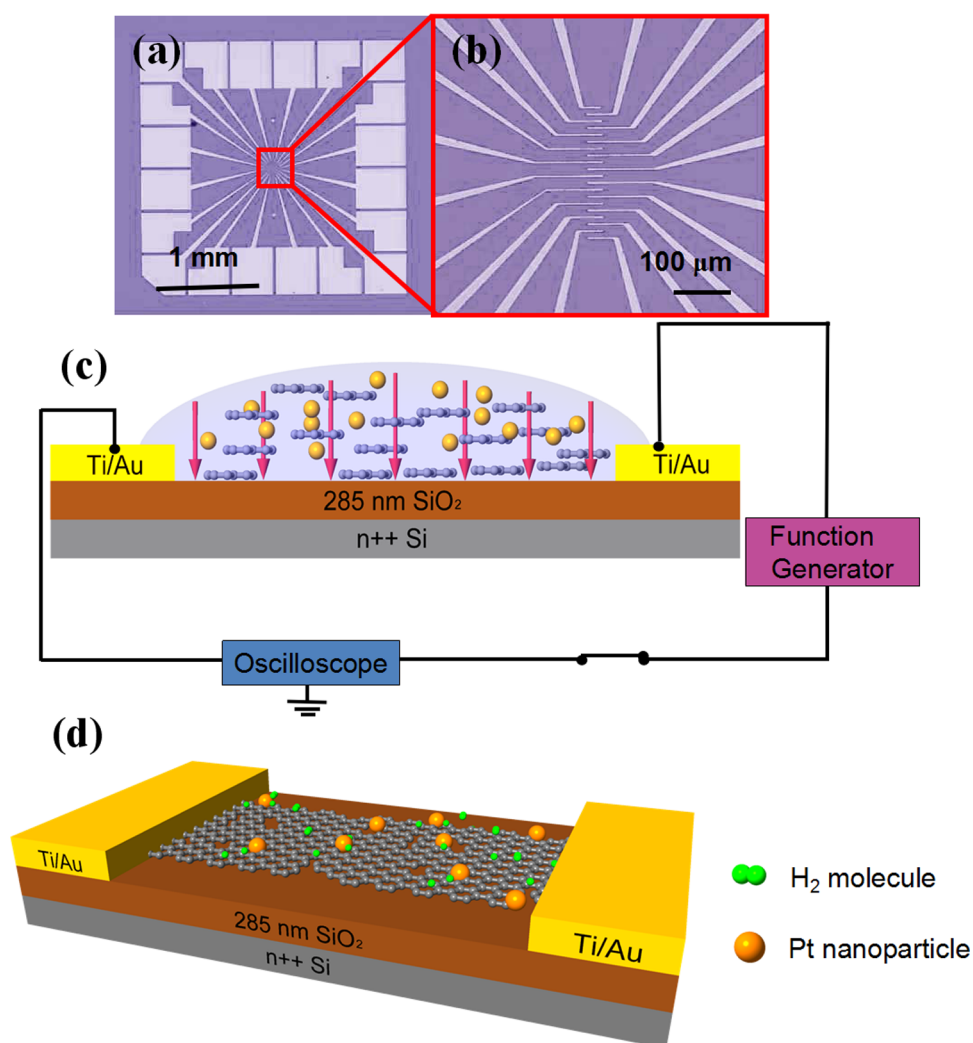 (a)
(b)
1 mm
100 μm
(c)
Ti/Au
Ti/Au
285 nm SiO₂
n++ Si
Function
Generator
Oscilloscope
(d)
Ti/Au
285 nm SiO₂
n++ Si
Ti/Au
H₂ molecule
Pt nanoparticle